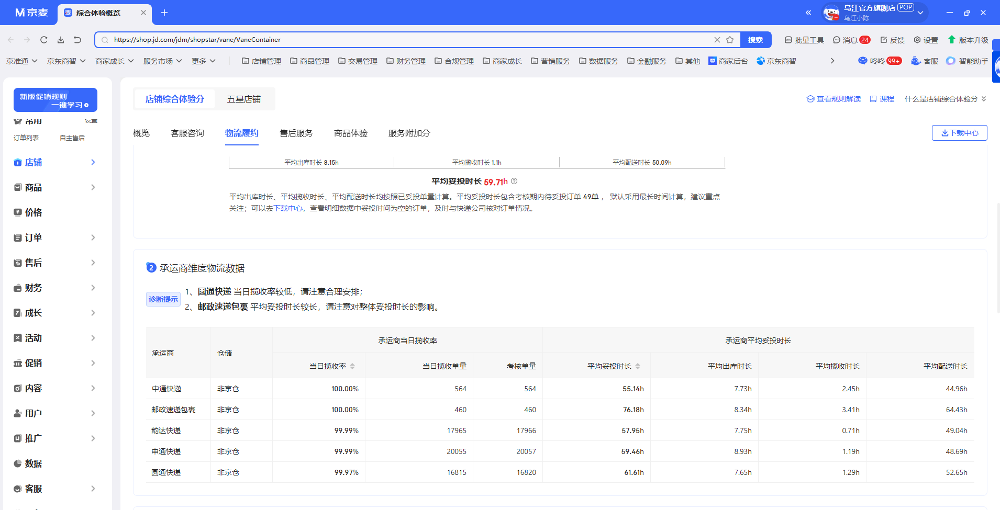 京麦
综合体验概览
乌江官方旗舰店 POP
乌江小陈
https://shop.jd.com/jdm/shopstar/vane/VaneContainer
搜索
批量工具
消息 24
反馈
设置
版本升级
京准通
京东商智
商家成长
服务市场
更多
店铺管理
商品管理
交易管理
财务管理
合规管理
商家成长
营销服务
数据服务
金融服务
其他
商家后台
京东商智
咚咚 99+
客服
智能助手
新版促销规则
一键学习
常用
设置
订单列表
自主售后
店铺
商品
价格
订单
售后
财务
成长
活动
促销
内容
用户
推广
数据
客服
店铺综合体验分
五星店铺
查看规则解读
课程
什么是店铺综合体验分
概览
客服咨询
物流履约
售后服务
商品体验
服务附加分
下载中心
平均出库时长 8.15h
平均揽收时长 1.1h
平均配送时长 50.09h
平均妥投时长 59.71h
平均出库时长、平均揽收时长、平均配送时长均按照已妥投单量计算。平均妥投时长包含考核期内待妥投订单 49单 ， 默认采用最长时间计算，建议重点
关注；可以去下载中心，查看明细数据中妥投时间为空的订单，及时与快递公司核对订单情况。
2 承运商维度物流数据
诊断提示
1、圆通快递 当日揽收率较低，请注意合理安排；
2、邮政速递包裹 平均妥投时长较长，请注意对整体妥投时长的影响。
承运商
仓储
承运商当日揽收率
承运商平均妥投时长
当日揽收率
当日揽收单量
考核单量
平均妥投时长
平均出库时长
平均揽收时长
平均配送时长
中通快递 非京仓 100.00% 564 564 55.14h 7.73h 2.45h 44.96h
邮政速递包裹 非京仓 100.00% 460 460 76.18h 8.34h 3.41h 64.43h
韵达快递 非京仓 99.99% 17965 17966 57.95h 7.75h 0.71h 49.04h
申通快递 非京仓 99.99% 20055 20057 59.46h 8.93h 1.19h 48.69h
圆通快递 非京仓 99.97% 16815 16820 61.61h 7.65h 1.29h 52.65h